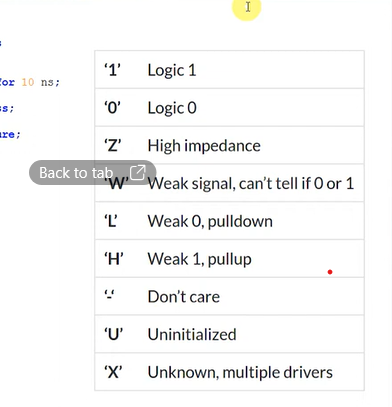 s
for 10 ns;
ss;
ure;
‘1’ Logic 1
‘0’ Logic 0
‘Z’ High impedance
Back to tab
‘W’ Weak signal, can’t tell if 0 or 1
‘L’ Weak 0, pulldown
‘H’ Weak 1, pullup
‘-‘ Don’t care
‘U’ Uninitialized
‘X’ Unknown, multiple drivers